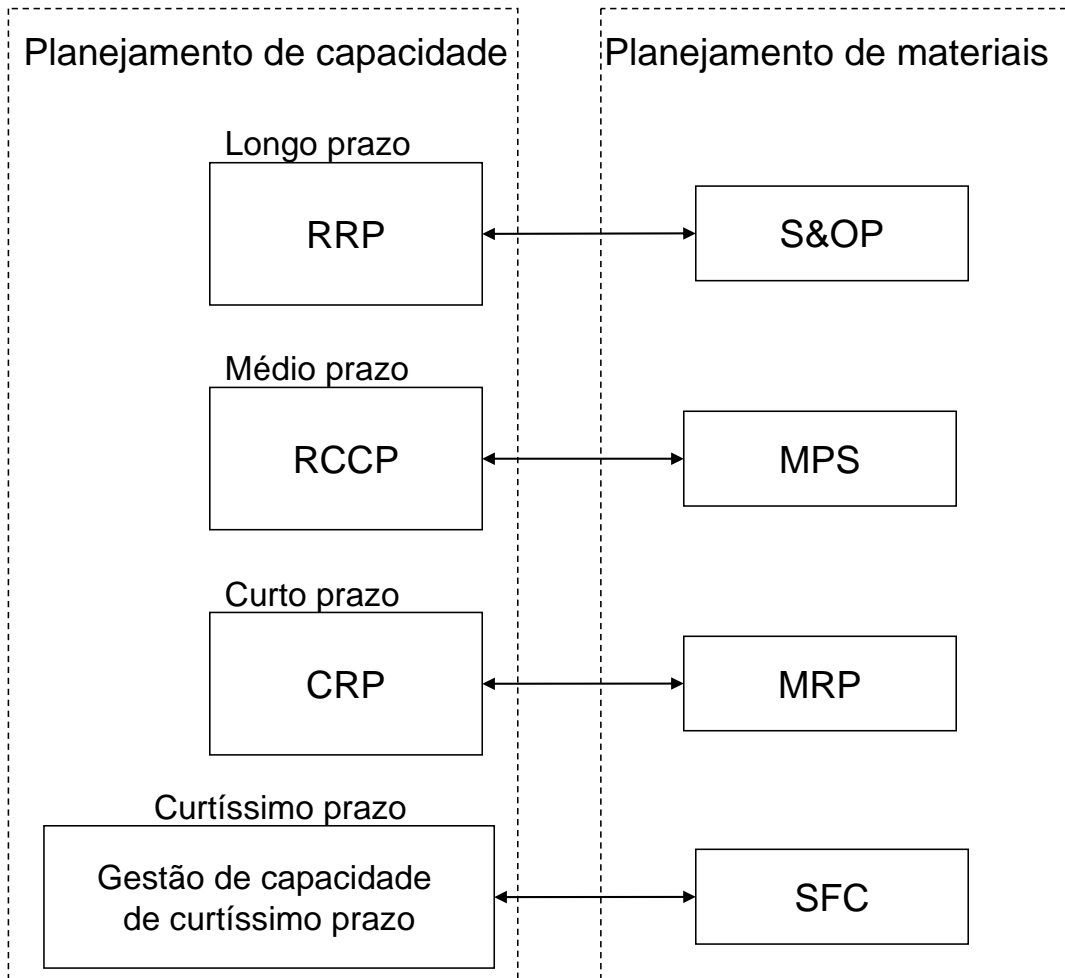 Planejamento de capacidade
Planejamento de materiais
Longo prazo
RRP
S&OP
Médio prazo
RCCP
MPS
Curto prazo
CRP
MRP
Curtíssimo prazo
Gestão de capacidade
de curtíssimo prazo
SFC